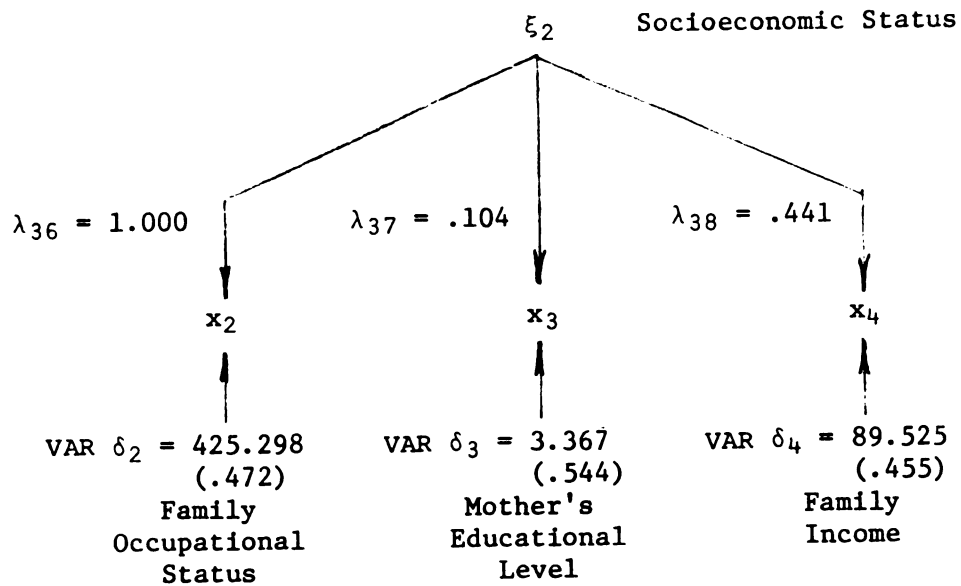 ξ₂ Socioeconomic Status
λ₃₆ = 1.000 λ₃₇ = .104 λ₃₈ = .441
x₂ x₃ x₄
VAR δ₂ = 425.298 VAR δ₃ = 3.367 VAR δ₄ = 89.525
(.472) (.544) (.455)
Family Mother's Family
Occupational Educational Income
Status Level